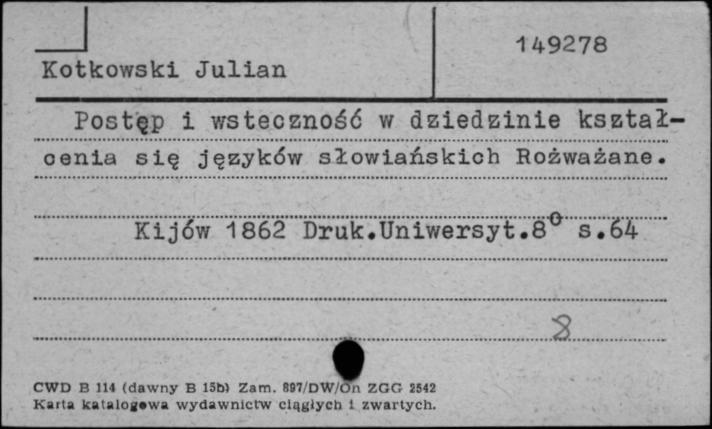 149278
Kotkowski Julian
Postęp i wsteczność w dziedzinie kształ-
cenia się języków słowiańskich Rożważane.
Kijów 1862 Druk.Uniwersyt.8° s.64
8
CWD B 114 (dawny B 15b) Zam. 897/DW/On ZGG 2542
Karta katalogowa wydawnictw ciągłych i zwartych.